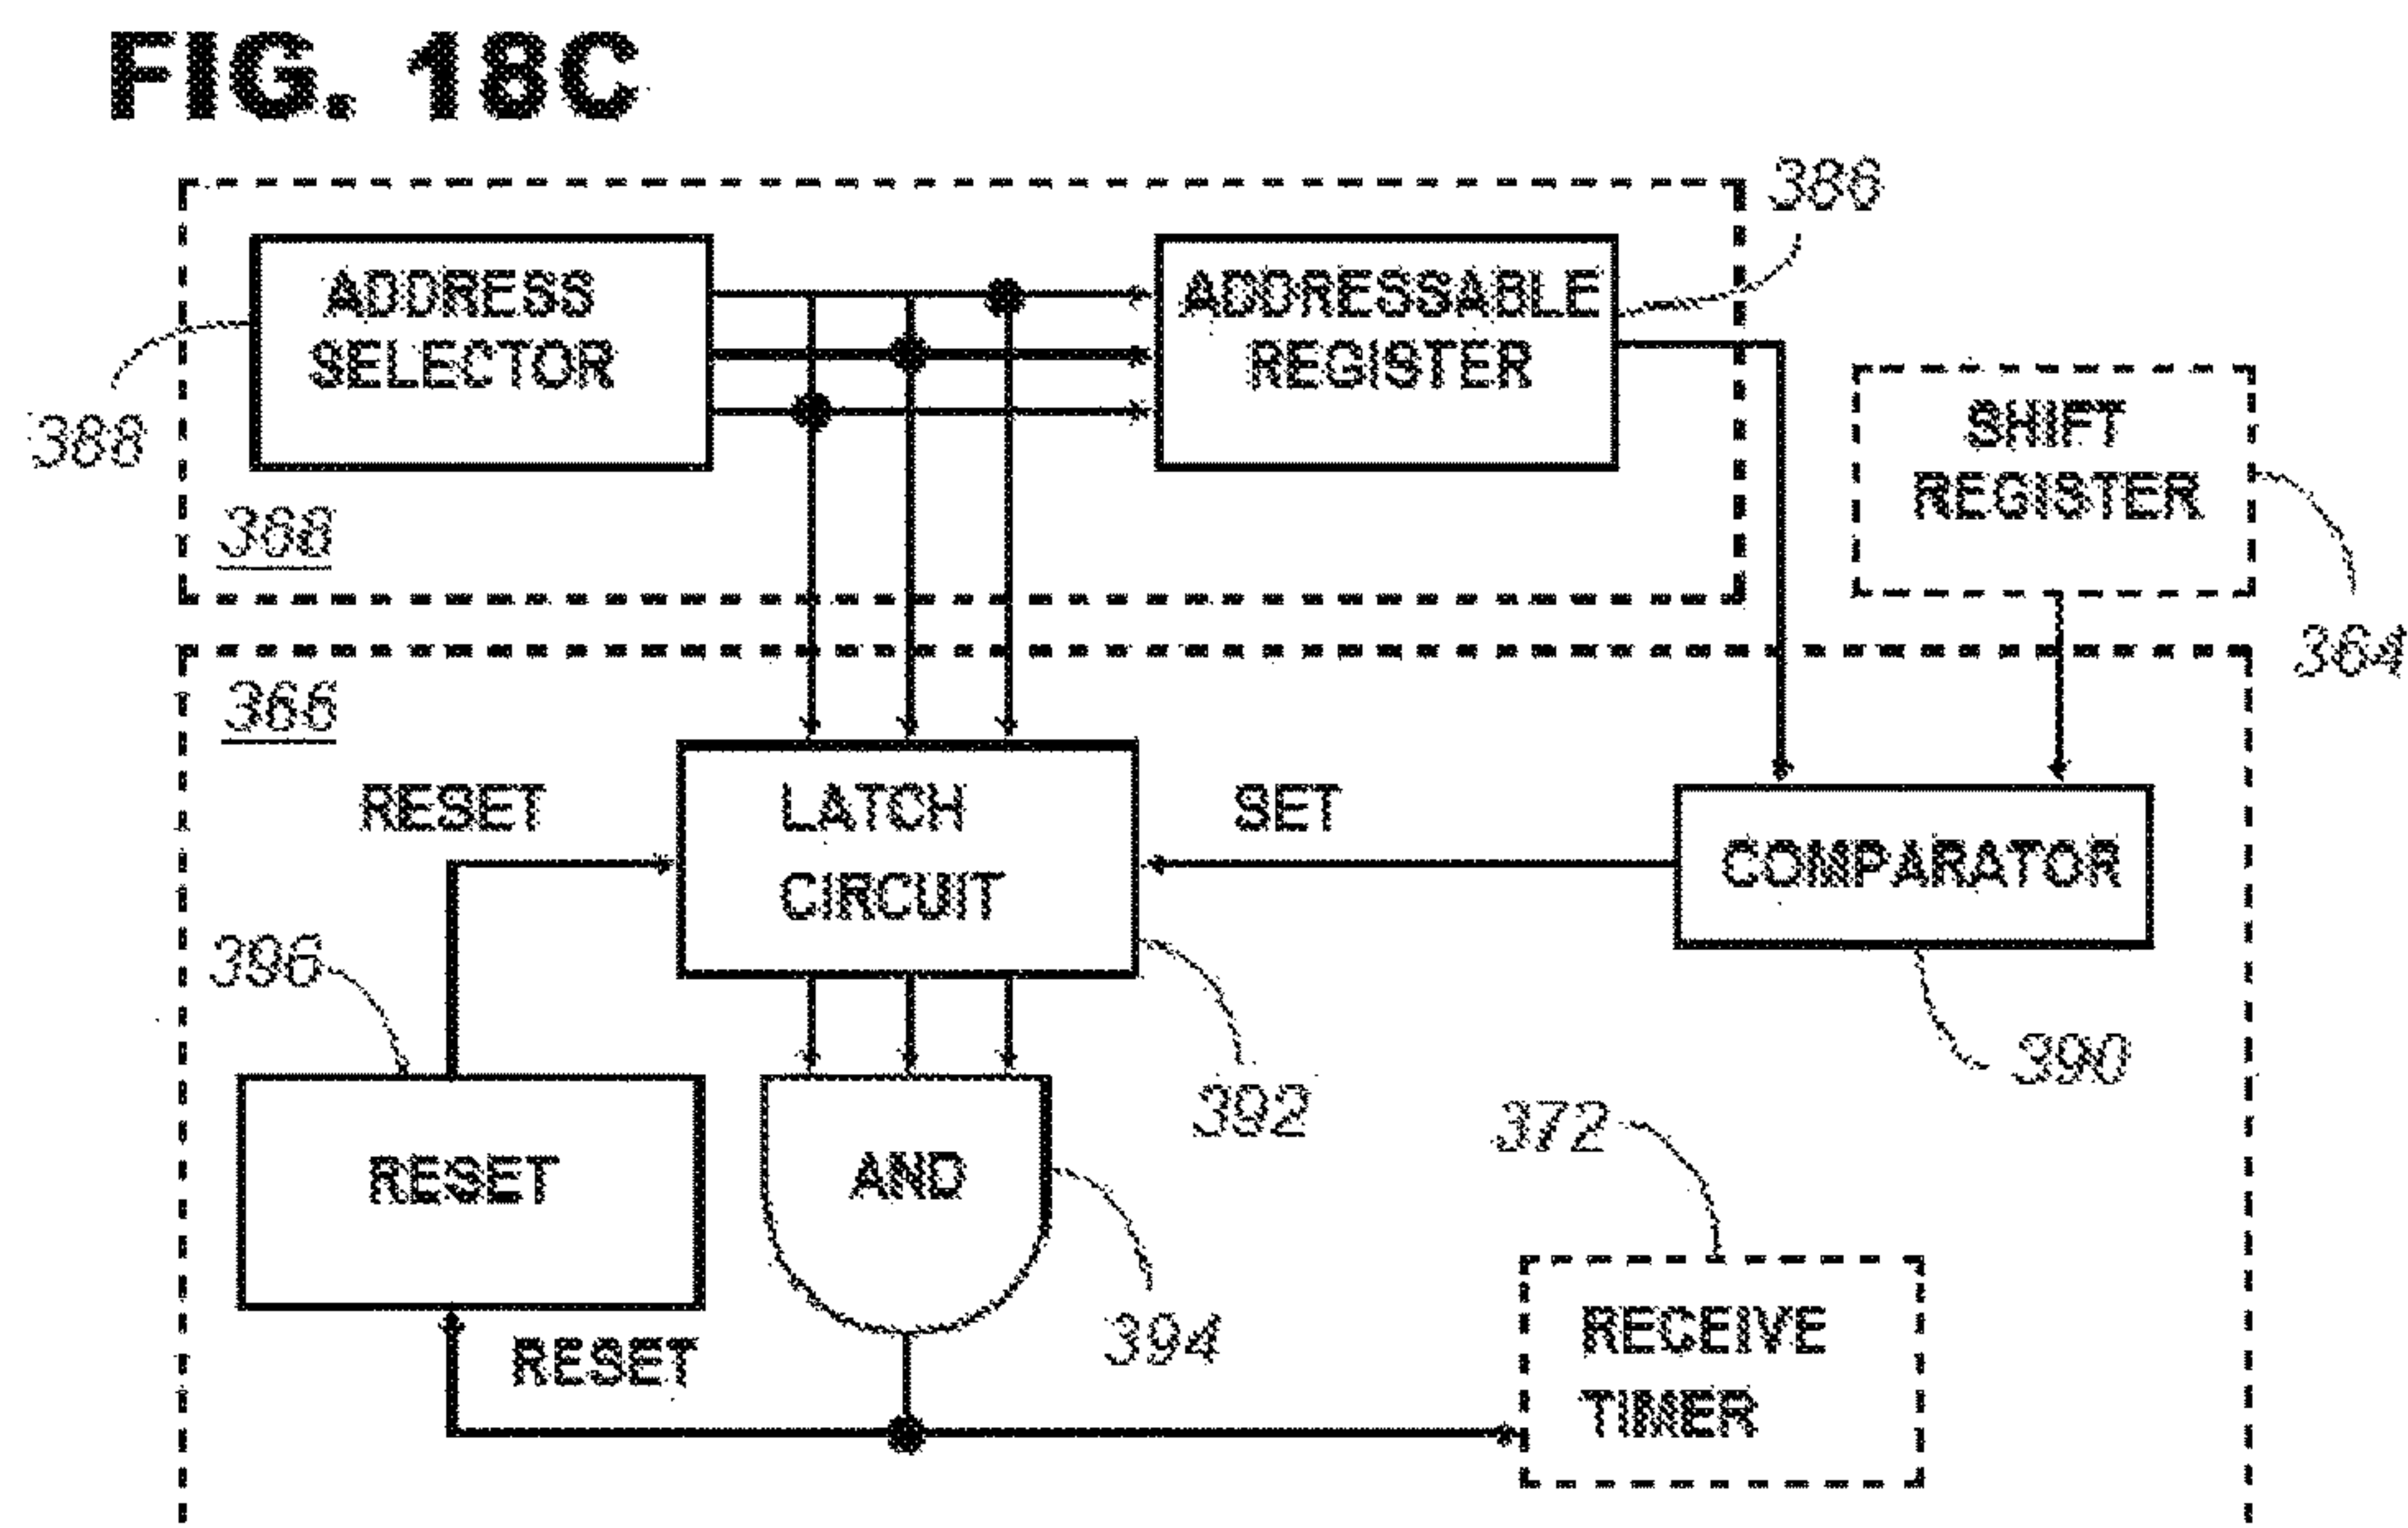 FIG. 18C
386
ADDRESS
SELECTOR
ADDRESSABLE
REGISTER
388
368
SHIFT
REGISTER
364
366
RESET
LATCH
CIRCUIT
SET
COMPARATOR
396
390
392
372
RESET
AND
394
RECEIVE
TIMER
RESET